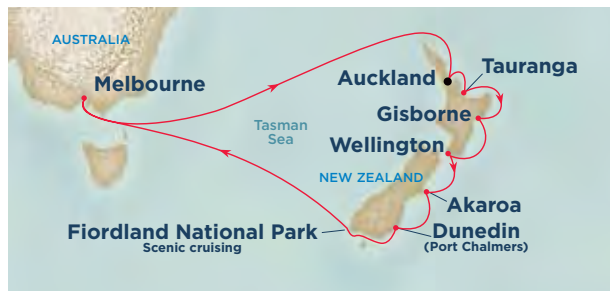 AUSTRALIA
Melbourne
Auckland
Tauranga
Gisborne
Tasman
Sea
Wellington
NEW ZEALAND
Akaroa
Fiordland National Park
Scenic cruising
Dunedin
(Port Chalmers)